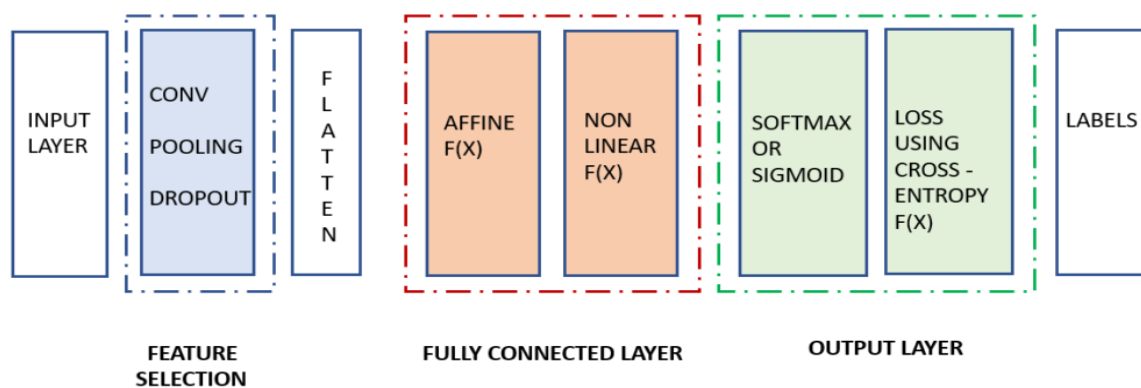 INPUT
LAYER
CONV
POOLING
DROPOUT
F
L
A
T
T
E
N
AFFINE
F(X)
NON
LINEAR
F(X)
SOFTMAX
OR
SIGMOID
LOSS
USING
CROSS -
ENTROPY
F(X)
LABELS
FEATURE
SELECTION
FULLY CONNECTED LAYER
OUTPUT LAYER